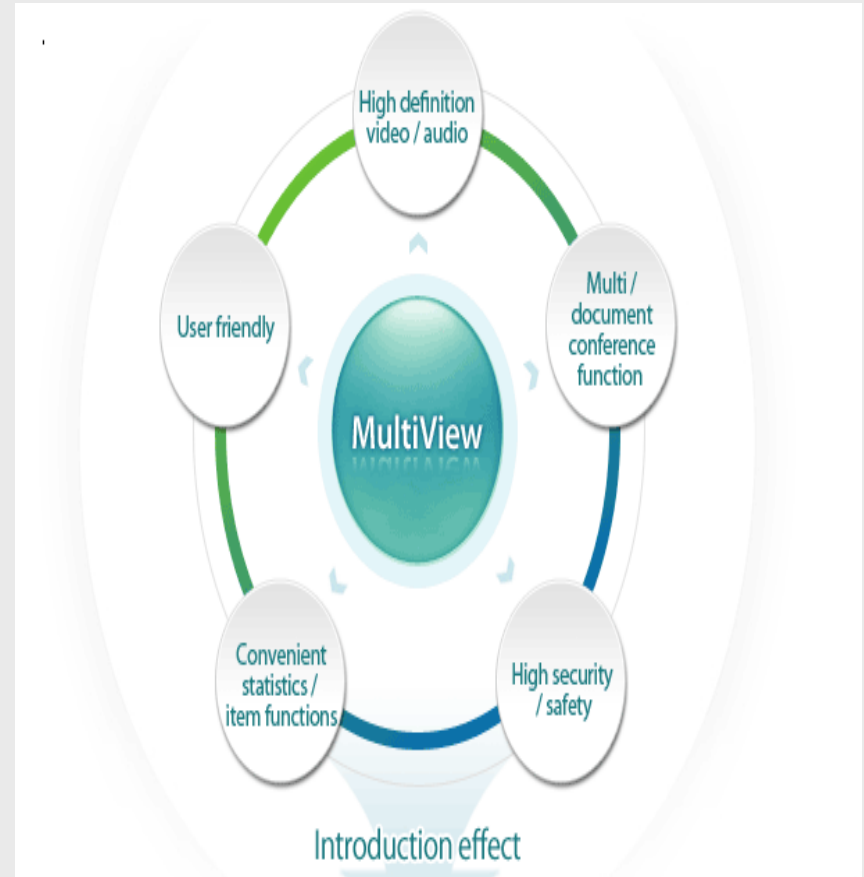 High definition
video / audio
User friendly
Multi /
document
conference
function
MultiView
Convenient
statistics /
item functions
High security
/ safety
Introduction effect